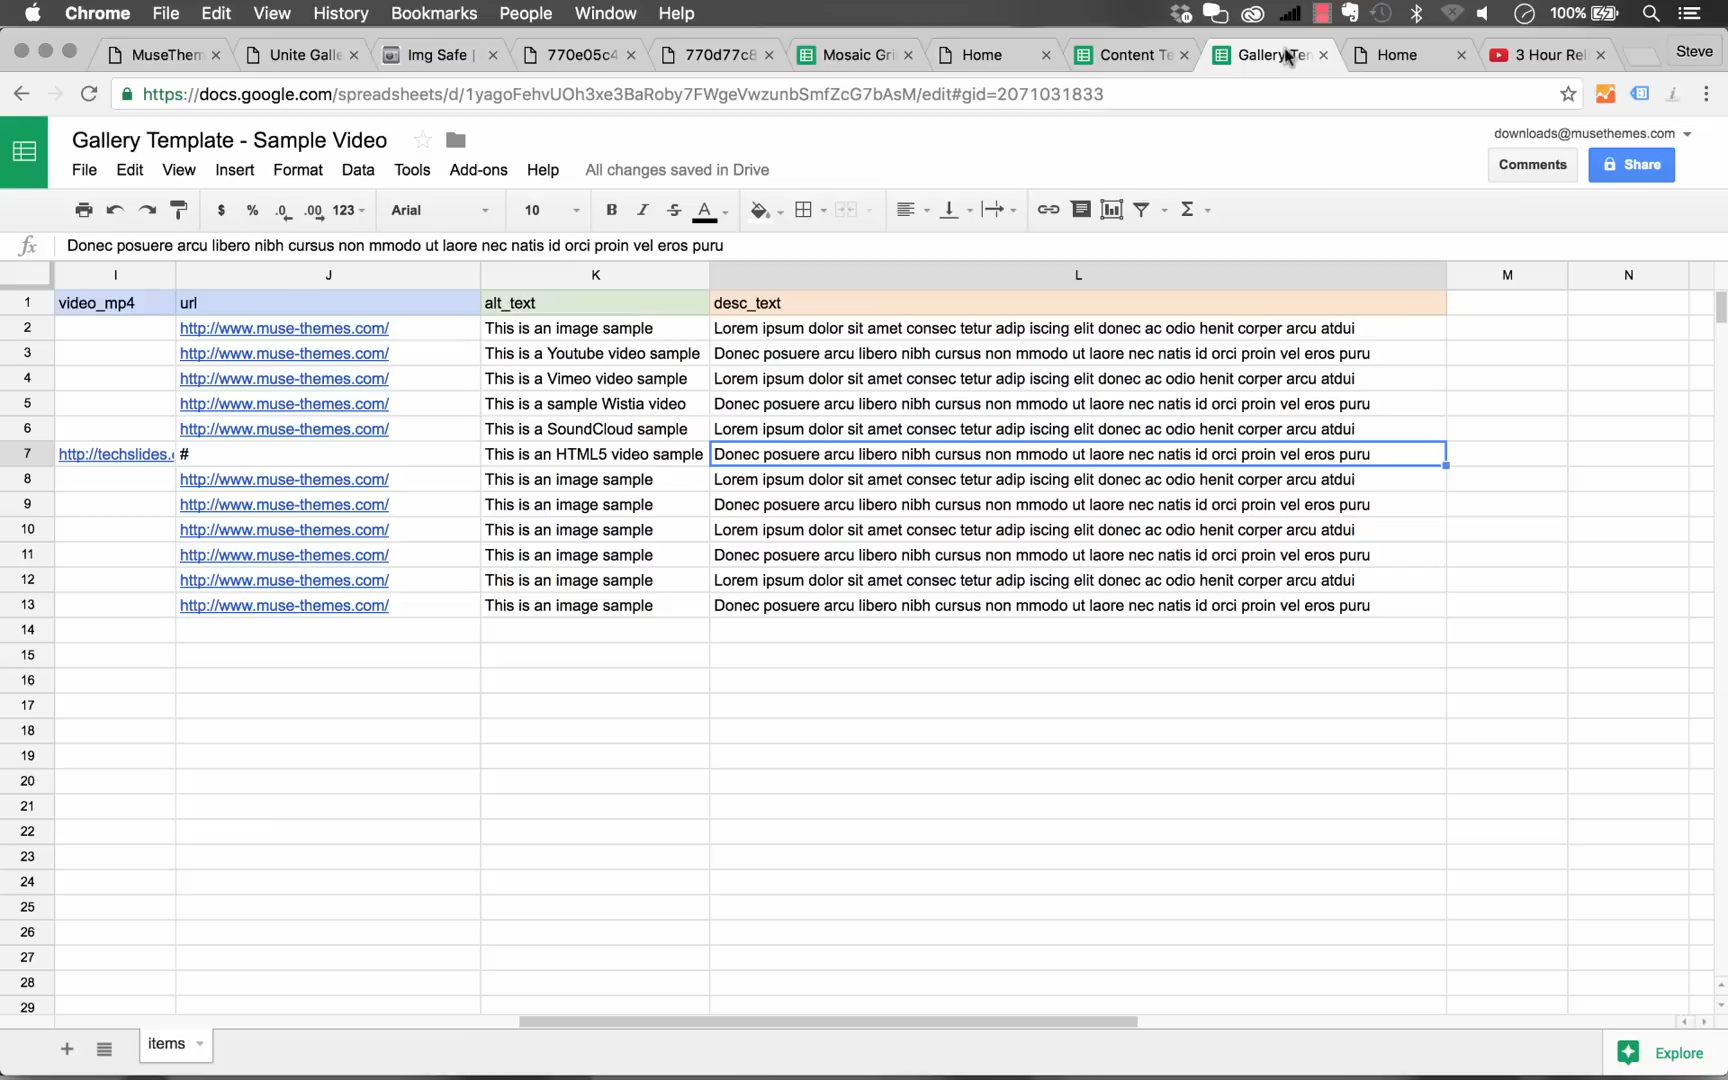 Chrome File Edit View History Bookmarks People Window Help 100%
MuseThem Unite Galle Img Safe | 770e05c4 770d77c8 Mosaic Gri Home Content Te Gallery Tem Home 3 Hour Rel Steve
https://docs.google.com/spreadsheets/d/1yagoFehvUOh3xe3BaRoby7FWgeVwzunbSmfZcG7bAsM/edit#gid=2071031833
Gallery Template - Sample Video downloads@musethemes.com
File Edit View Insert Format Data Tools Add-ons Help All changes saved in Drive Comments Share
$ % .0 .00 123 Arial 10 B I S A Σ
fx Donec posuere arcu libero nibh cursus non mmodo ut laore nec natis id orci proin vel eros puru
I J K L M N
1 video_mp4 url alt_text desc_text
2 http://www.muse-themes.com/ This is an image sample Lorem ipsum dolor sit amet consec tetur adip iscing elit donec ac odio henit corper arcu atdui
3 http://www.muse-themes.com/ This is a Youtube video sample Donec posuere arcu libero nibh cursus non mmodo ut laore nec natis id orci proin vel eros puru
4 http://www.muse-themes.com/ This is a Vimeo video sample Lorem ipsum dolor sit amet consec tetur adip iscing elit donec ac odio henit corper arcu atdui
5 http://www.muse-themes.com/ This is a sample Wistia video Donec posuere arcu libero nibh cursus non mmodo ut laore nec natis id orci proin vel eros puru
6 http://www.muse-themes.com/ This is a SoundCloud sample Lorem ipsum dolor sit amet consec tetur adip iscing elit donec ac odio henit corper arcu atdui
7 http://techslides. # This is an HTML5 video sample Donec posuere arcu libero nibh cursus non mmodo ut laore nec natis id orci proin vel eros puru
8 http://www.muse-themes.com/ This is an image sample Lorem ipsum dolor sit amet consec tetur adip iscing elit donec ac odio henit corper arcu atdui
9 http://www.muse-themes.com/ This is an image sample Donec posuere arcu libero nibh cursus non mmodo ut laore nec natis id orci proin vel eros puru
10 http://www.muse-themes.com/ This is an image sample Lorem ipsum dolor sit amet consec tetur adip iscing elit donec ac odio henit corper arcu atdui
11 http://www.muse-themes.com/ This is an image sample Donec posuere arcu libero nibh cursus non mmodo ut laore nec natis id orci proin vel eros puru
12 http://www.muse-themes.com/ This is an image sample Lorem ipsum dolor sit amet consec tetur adip iscing elit donec ac odio henit corper arcu atdui
13 http://www.muse-themes.com/ This is an image sample Donec posuere arcu libero nibh cursus non mmodo ut laore nec natis id orci proin vel eros puru
14
15
16
17
18
19
20
21
22
23
24
25
26
27
28
29
items Explore